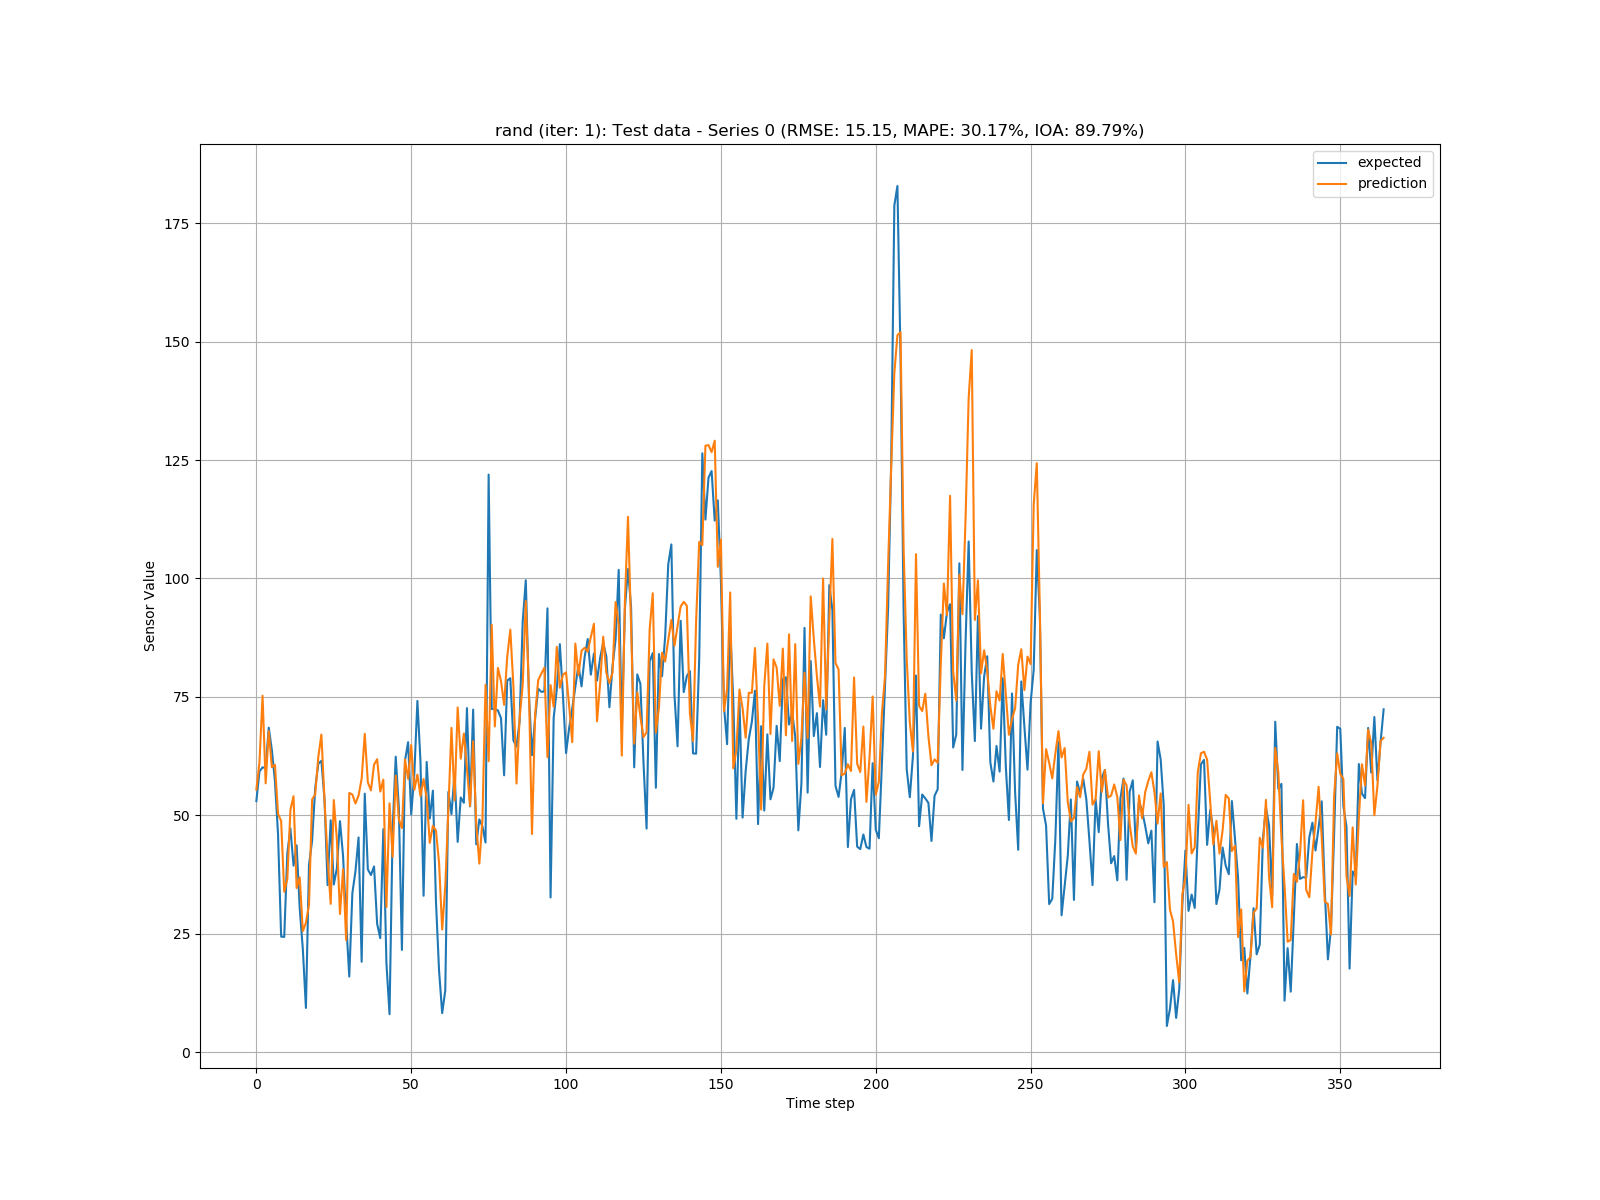 rand (iter: 1): Test data - Series 0 (RMSE: 15.15, MAPE: 30.17%, IOA: 89.79%)
expected
prediction
175
150
125
100
75
50
25
0
Sensor Value
0 50 100 150 200 250 300 350
Time step